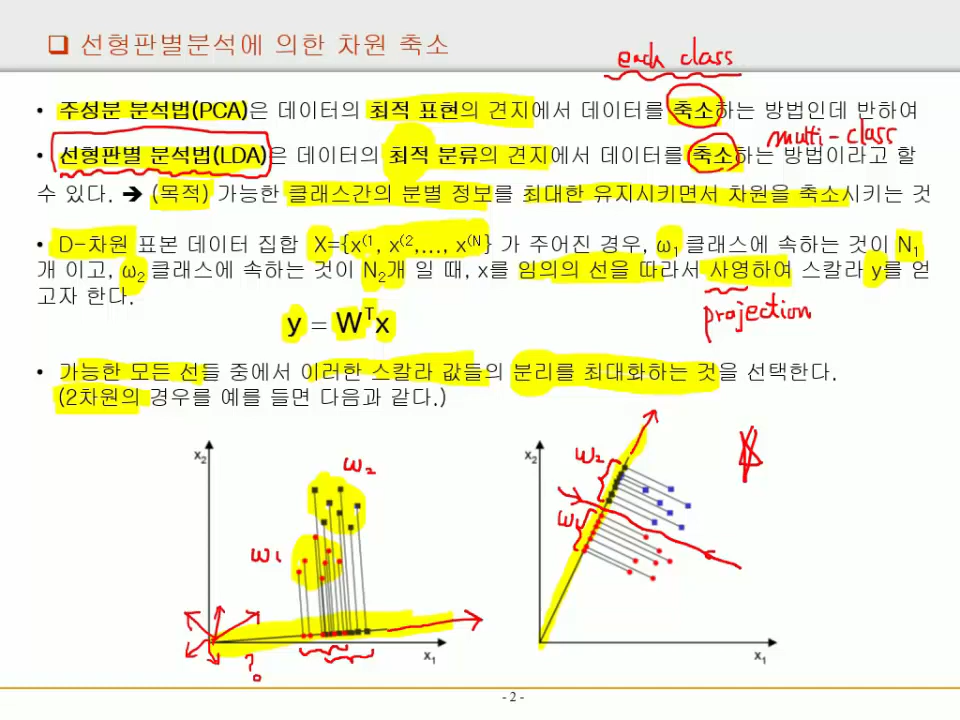 ❑ 선형판별분석에 의한 차원 축소
each class
• 주성분 분석법(PCA)은 데이터의 최적 표현의 견지에서 데이터를 축소하는 방법인데 반하여
multi-class
• 선형판별 분석법(LDA)은 데이터의 최적 분류의 견지에서 데이터를 축소하는 방법이라고 할
수 있다. ➔ (목적) 가능한 클래스간의 분별 정보를 최대한 유지시키면서 차원을 축소시키는 것
• D-차원 표본 데이터 집합 X={x(1, x(2,..., x(N} 가 주어진 경우, ω1 클래스에 속하는 것이 N1
개 이고, ω2 클래스에 속하는 것이 N2개 일 때, x를 임의의 선을 따라서 사영하여 스칼라 y를 얻
고자 한다.
projection
y = WTx
• 가능한 모든 선들 중에서 이러한 스칼라 값들의 분리를 최대화하는 것을 선택한다.
(2차원의 경우를 예를 들면 다음과 같다.)
x2
ω2
ω1
x1
?
x2
ω2
ω1
x1
- 2 -